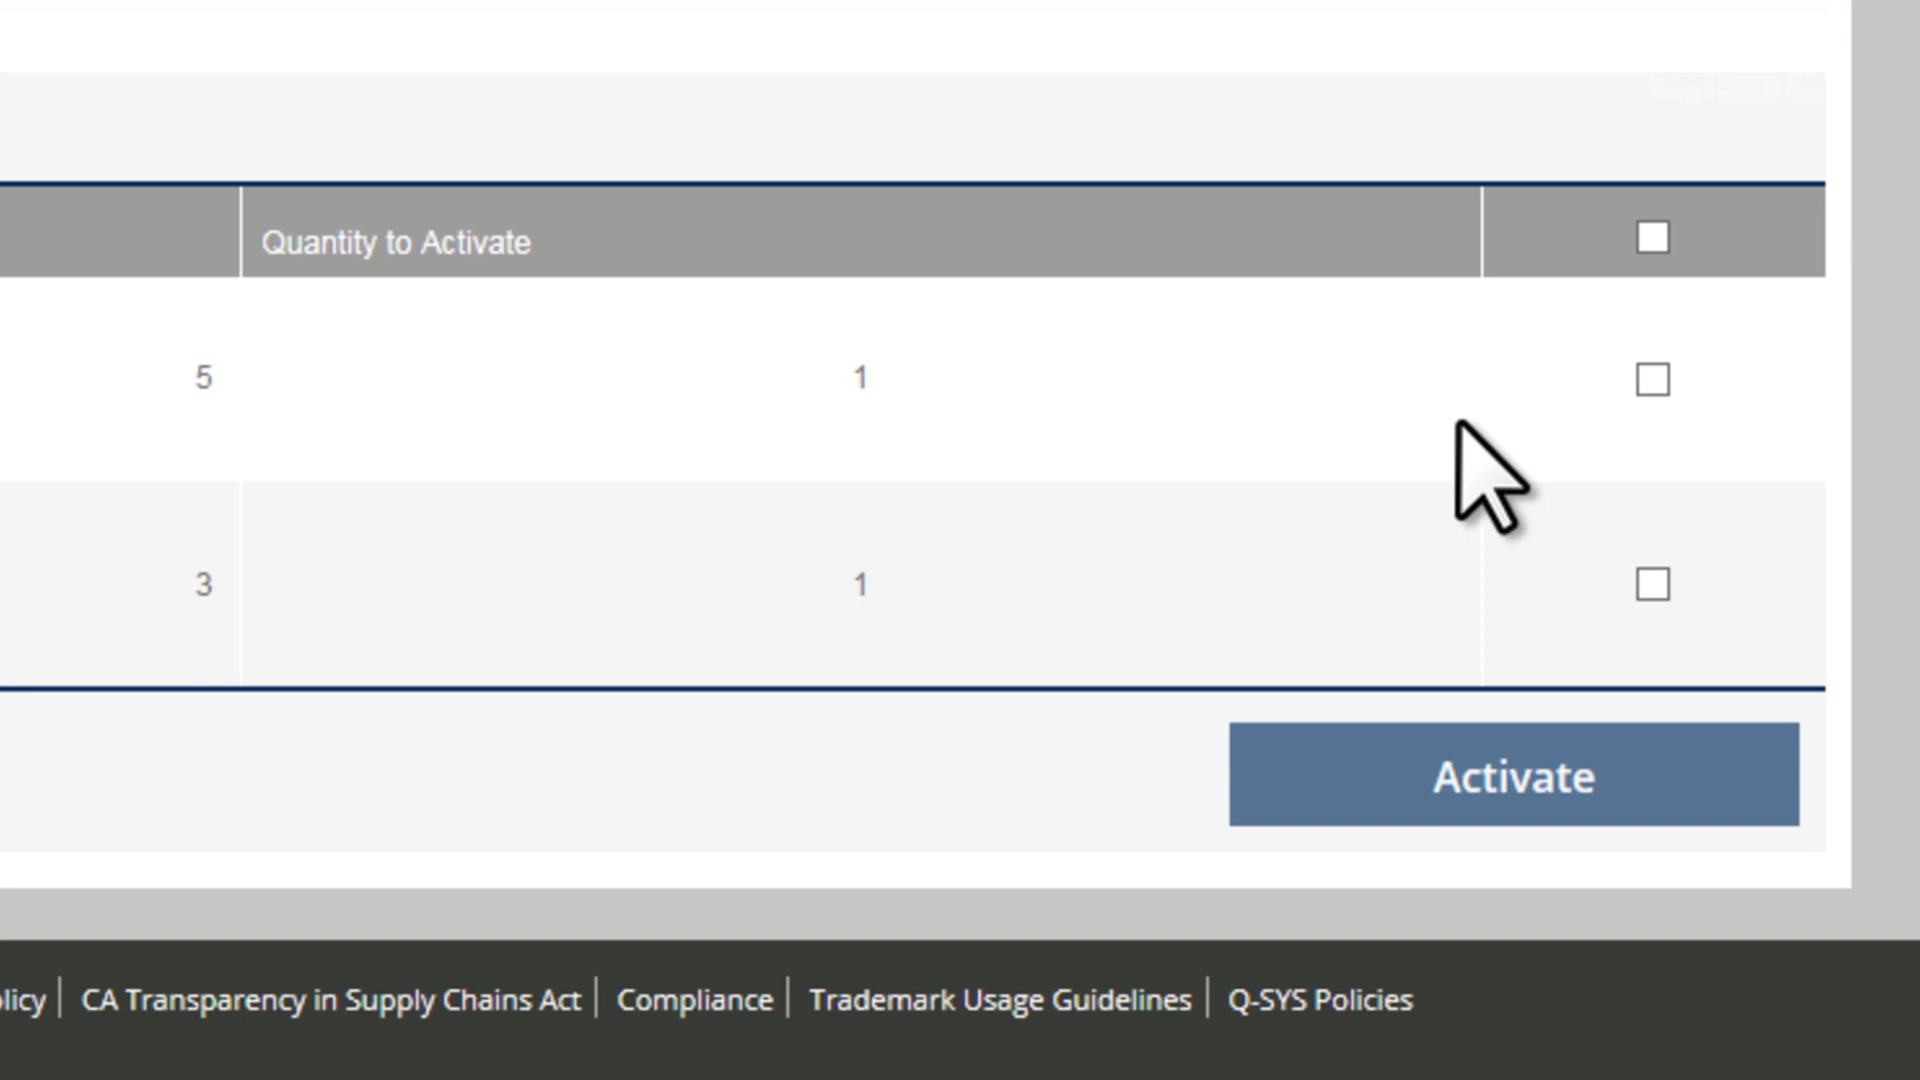 Quantity to Activate
5 1
3 1
Activate
olicy CA Transparency in Supply Chains Act Compliance Trademark Usage Guidelines Q-SYS Policies